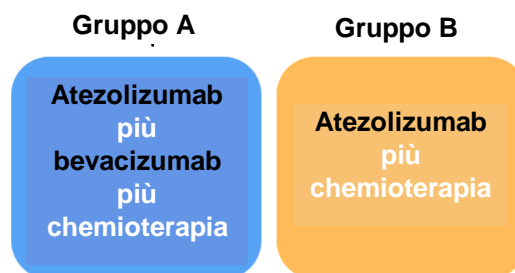 Gruppo A
Atezolizumab
più
bevacizumab
più
chemioterapia
Gruppo B
Atezolizumab
più
chemioterapia